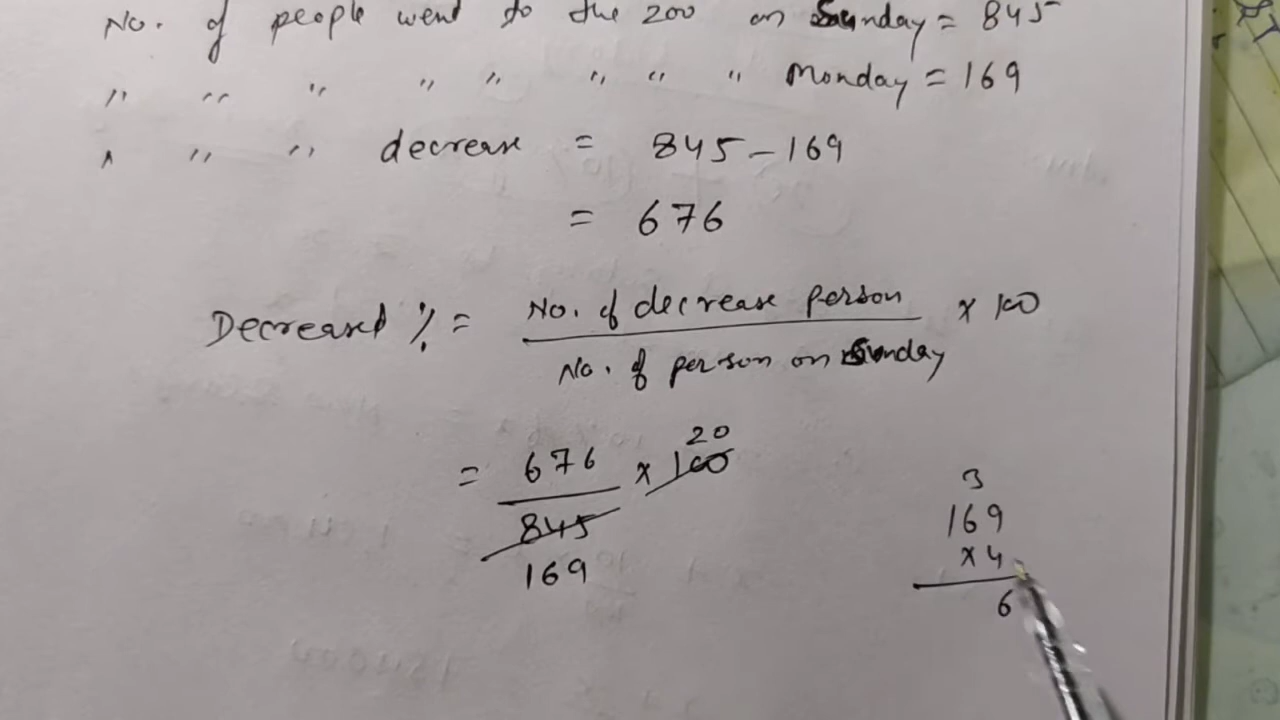 No. of people went to the zoo on Sunday = 845
" " " " " " " " Monday = 169
" " " decrease = 845 - 169
= 676
Decreased % = No. of decrease person × 100
No. of person on Sunday
= 676 × 100 20
845
169
3
169
×4
6